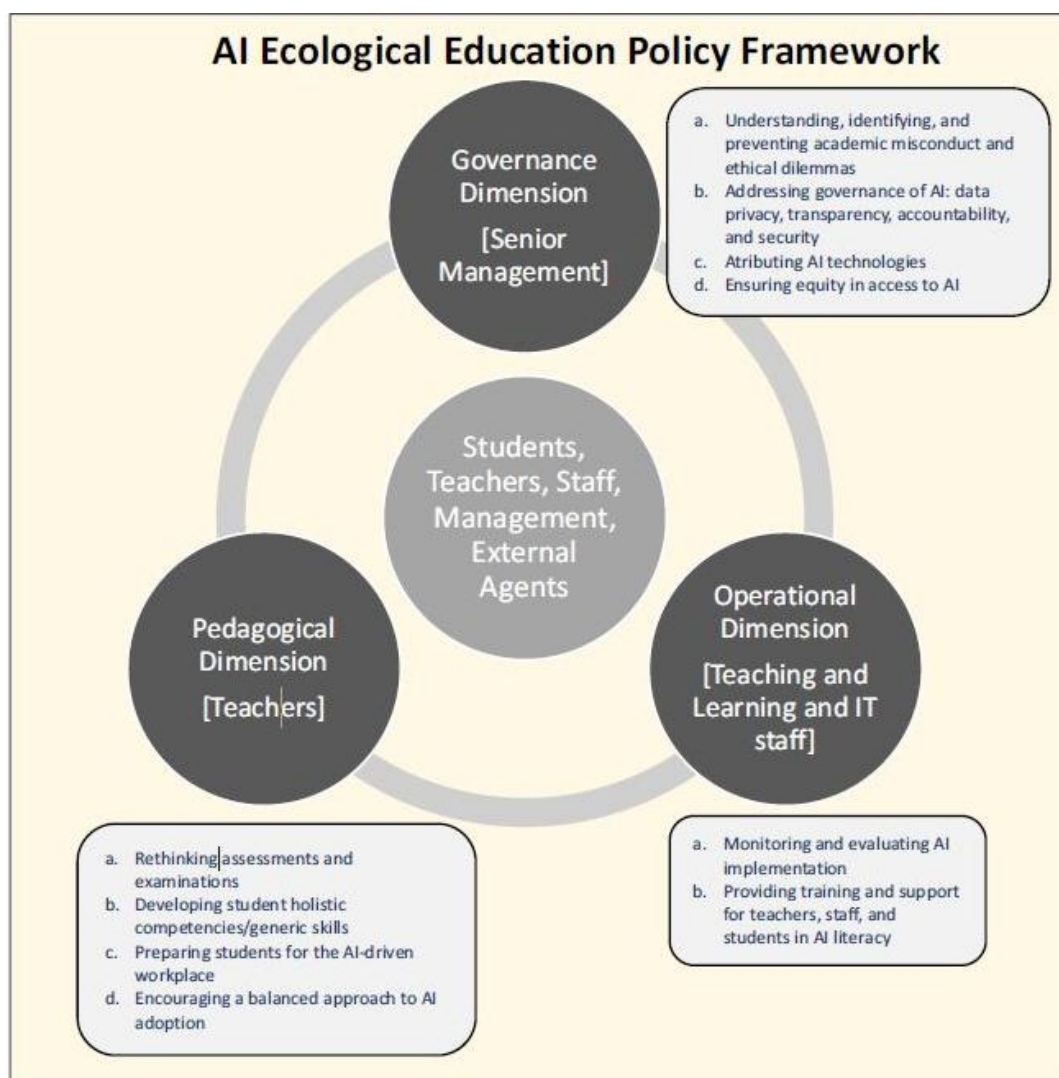 AI Ecological Education Policy Framework
Governance
Dimension
[Senior
Management]
a. Understanding, identifying, and
preventing academic misconduct and
ethical dilemmas
b. Addressing governance of AI: data
privacy, transparency, accountability,
and security
c. Atributing AI technologies
d. Ensuring equity in access to AI
Students,
Teachers, Staff,
Management,
External
Agents
Pedagogical
Dimension
[Teachers]
Operational
Dimension
[Teaching and
Learning and IT
staff]
a. Rethinking assessments and
examinations
b. Developing student holistic
competencies/generic skills
c. Preparing students for the AI-driven
workplace
d. Encouraging a balanced approach to AI
adoption
a. Monitoring and evaluating AI
implementation
b. Providing training and support
for teachers, staff, and
students in AI literacy